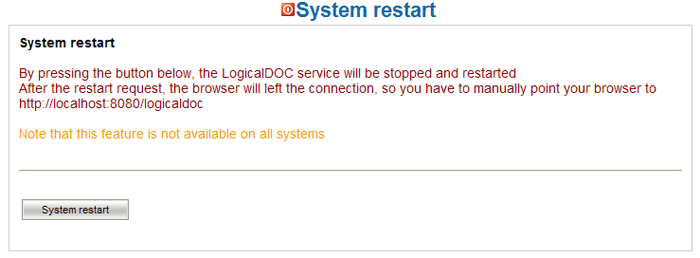 System restart
System restart
By pressing the button below, the LogicalDOC service will be stopped and restarted
After the restart request, the browser will left the connection, so you have to manually point your browser to
http://localhost:8080/logicaldoc
Note that this feature is not available on all systems
System restart